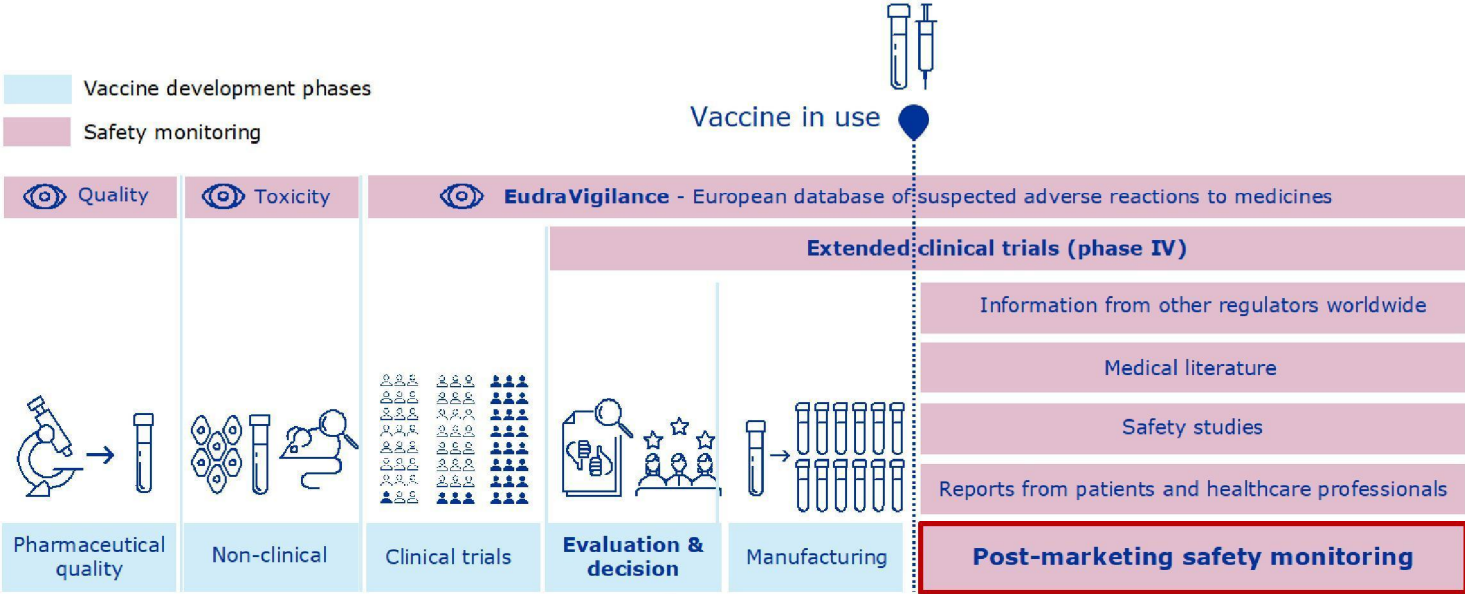 Vaccine development phases
Safety monitoring
Vaccine in use
Quality
Toxicity
EudraVigilance - European database of suspected adverse reactions to medicines
Extended clinical trials (phase IV)
Information from other regulators worldwide
Medical literature
Safety studies
Reports from patients and healthcare professionals
Pharmaceutical
quality
Non-clinical
Clinical trials
Evaluation &
decision
Manufacturing
Post-marketing safety monitoring